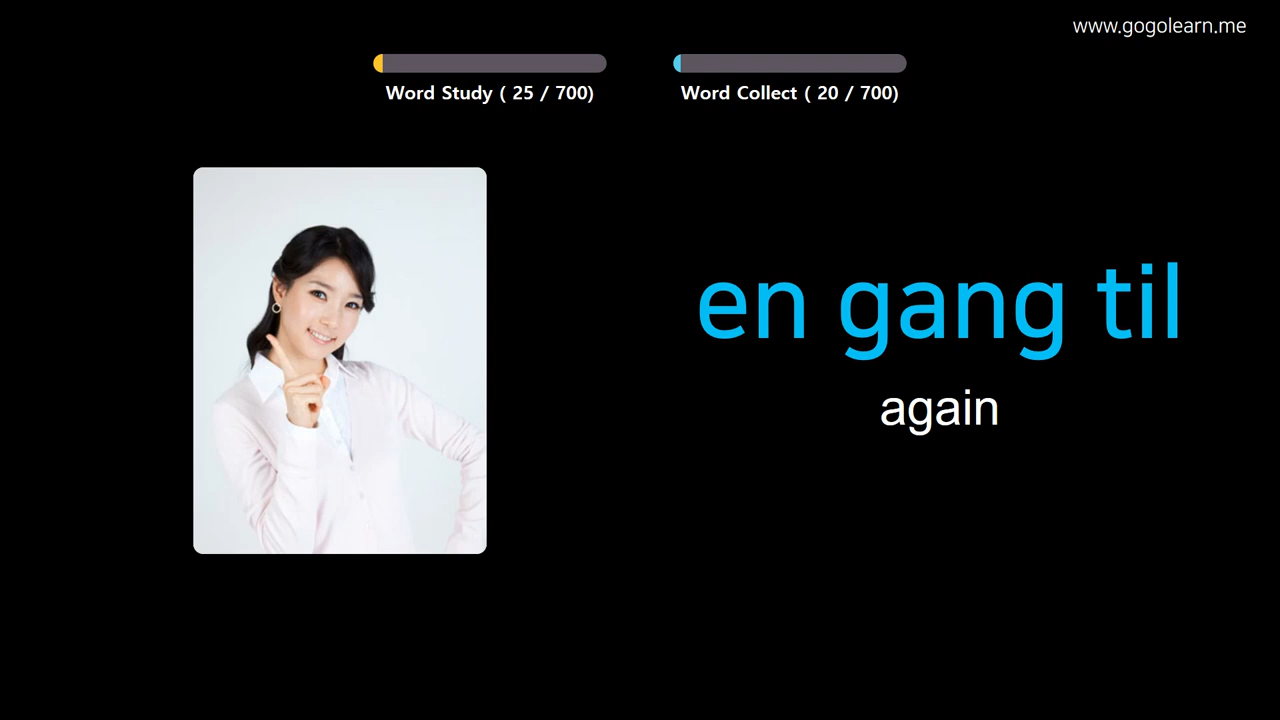 www.gogolearn.me
Word Study ( 25 / 700)
Word Collect ( 20 / 700)
en gang til
again